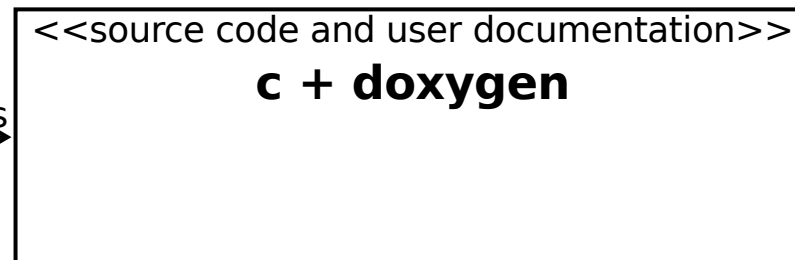 <<source code and user documentation>>
c + doxygen